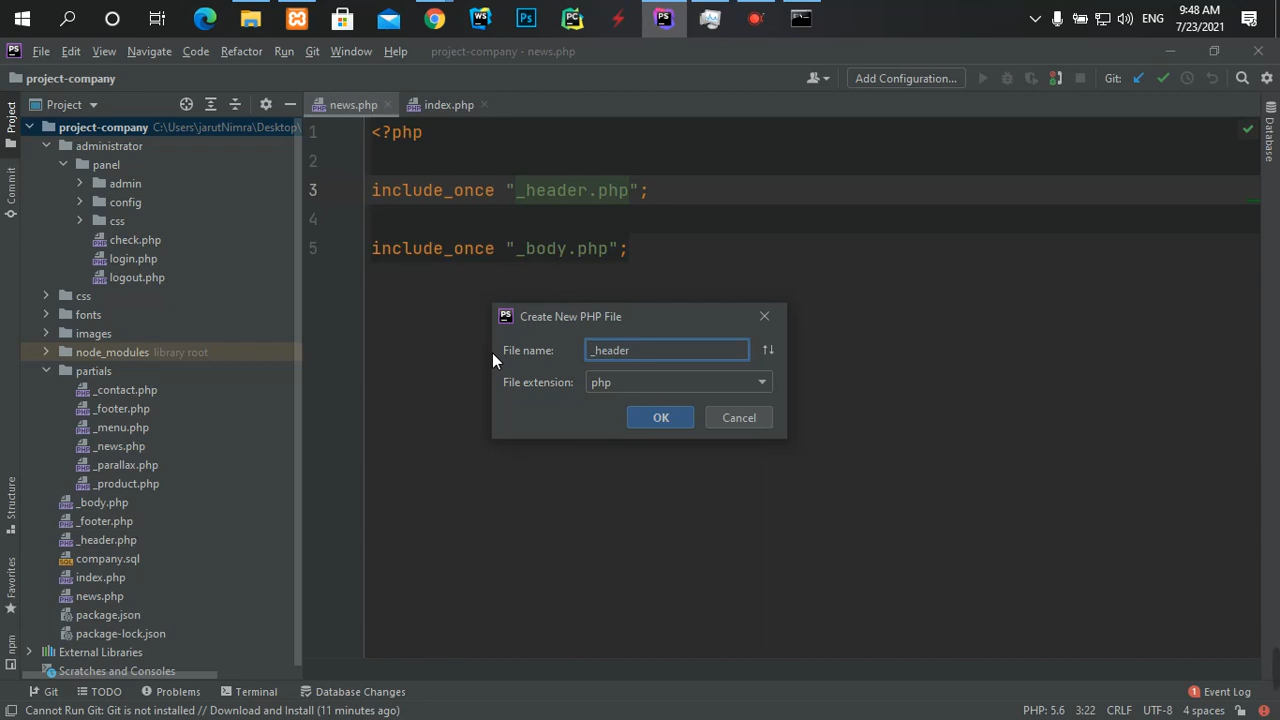 ENG
9:48 AM
7/23/2021
PS
File Edit View Navigate Code Refactor Run Git Window Help project-company - news.php
project-company
Add Configuration...
Git:
Project
news.php
index.php
Project
Commit
Structure
Favorites
npm
Database
project-company C:\Users\jarutNimra\Desktop\
administrator
panel
admin
config
css
check.php
login.php
logout.php
css
fonts
images
node_modules library root
partials
_contact.php
_footer.php
_menu.php
_news.php
_parallax.php
_product.php
_body.php
_footer.php
_header.php
company.sql
index.php
news.php
package.json
package-lock.json
External Libraries
Scratches and Consoles
1 <?php
2
3 include_once "_header.php";
4
5 include_once "_body.php";
Create New PHP File
File name: _header
File extension: php
OK Cancel
Git TODO Problems Terminal Database Changes
1 Event Log
Cannot Run Git: Git is not installed // Download and Install (11 minutes ago)
PHP: 5.6 3:22 CRLF UTF-8 4 spaces